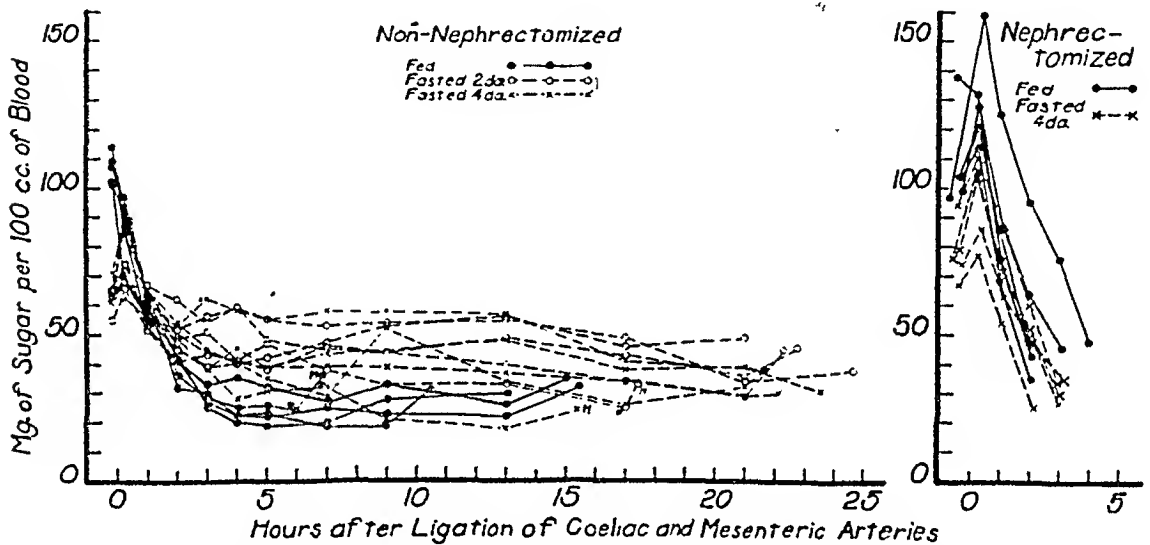 Non-Nephrectomized
Fed
Fasted 2da
Fasted 4da
Mg. of Sugar per 100 cc. of Blood
150
100
50
0
0 5 10 15 20 25
M
M
Nephrec-
tomized
Fed
Fasted
4da
150
100
50
0
0 5
Hours after Ligation of Coeliac and Mesenteric Arteries